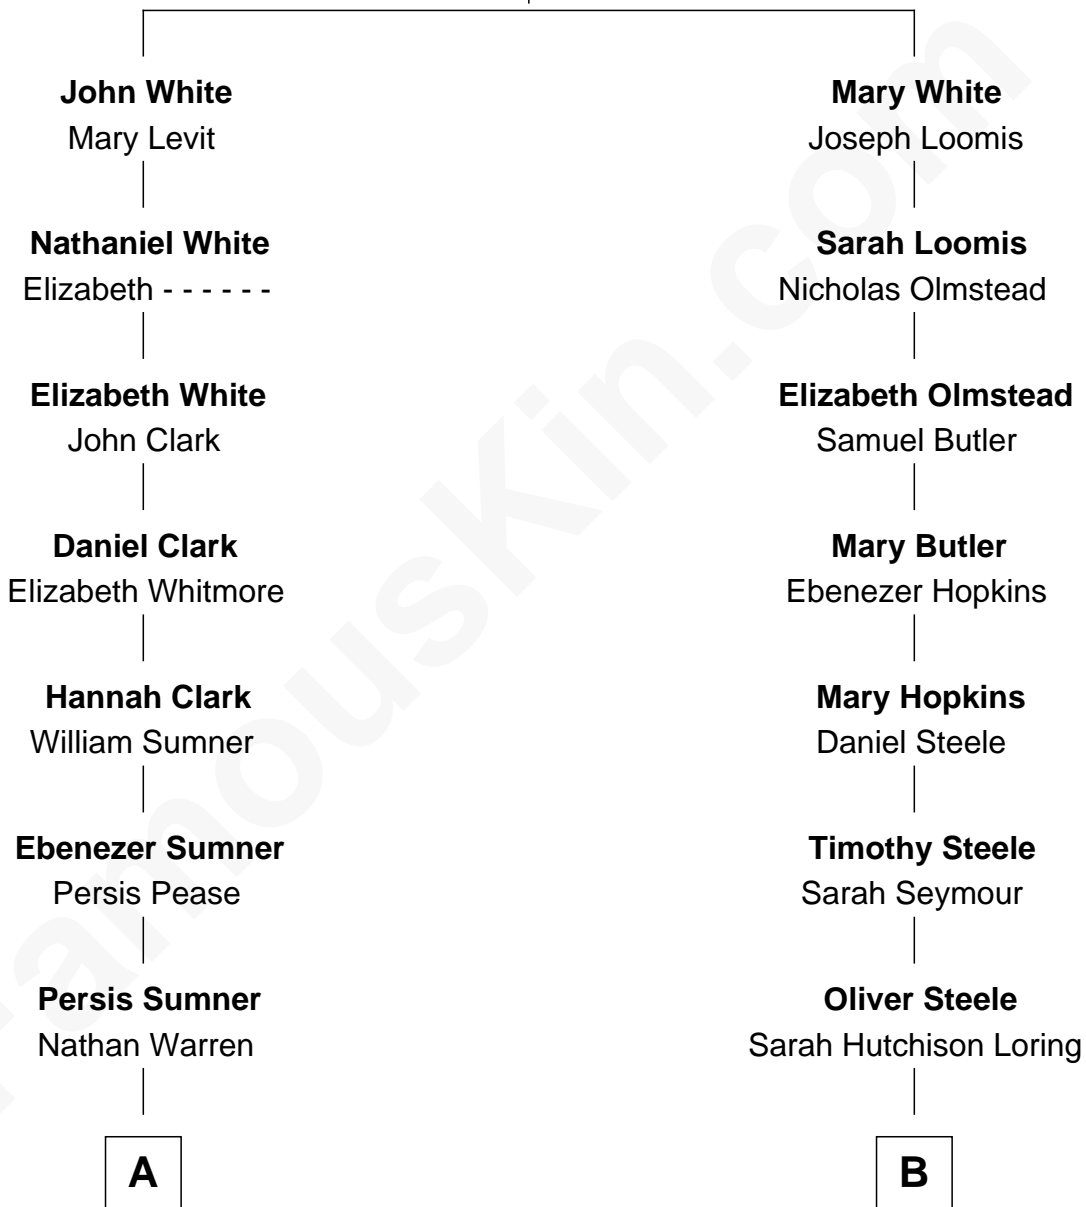 John White
Mary Levit
Nathaniel White
Elizabeth - - - - - -
Elizabeth White
John Clark
Daniel Clark
Elizabeth Whitmore
Hannah Clark
William Sumner
Ebenezer Sumner
Persis Pease
Persis Sumner
Nathan Warren
A
Mary White
Joseph Loomis
Sarah Loomis
Nicholas Olmstead
Elizabeth Olmstead
Samuel Butler
Mary Butler
Ebenezer Hopkins
Mary Hopkins
Daniel Steele
Timothy Steele
Sarah Seymour
Oliver Steele
Sarah Hutchison Loring
B
FamousKin.com